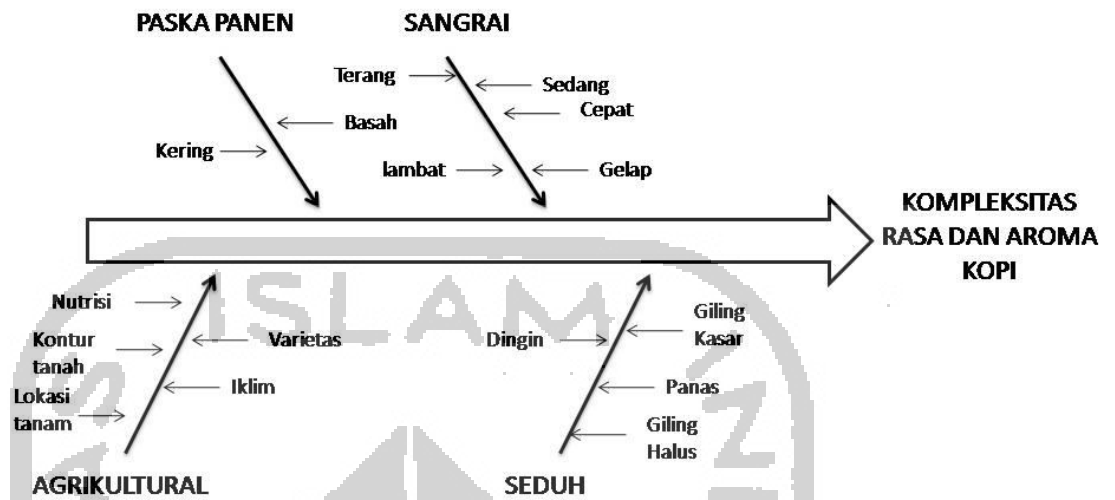 PASKA PANEN
SANGRAI
Terang
Sedang
Cepat
Basah
Kering
lambat
Gelap
KOMPLEKSITAS
RASA DAN AROMA
KOPI
ISLAM
Nutrisi
Kontur
tanah
Lokasi
tanam
Varietas
Iklim
Dingin
Giling
Kasar
Panas
Giling
Halus
AGRIKULTURAL
SEDUH